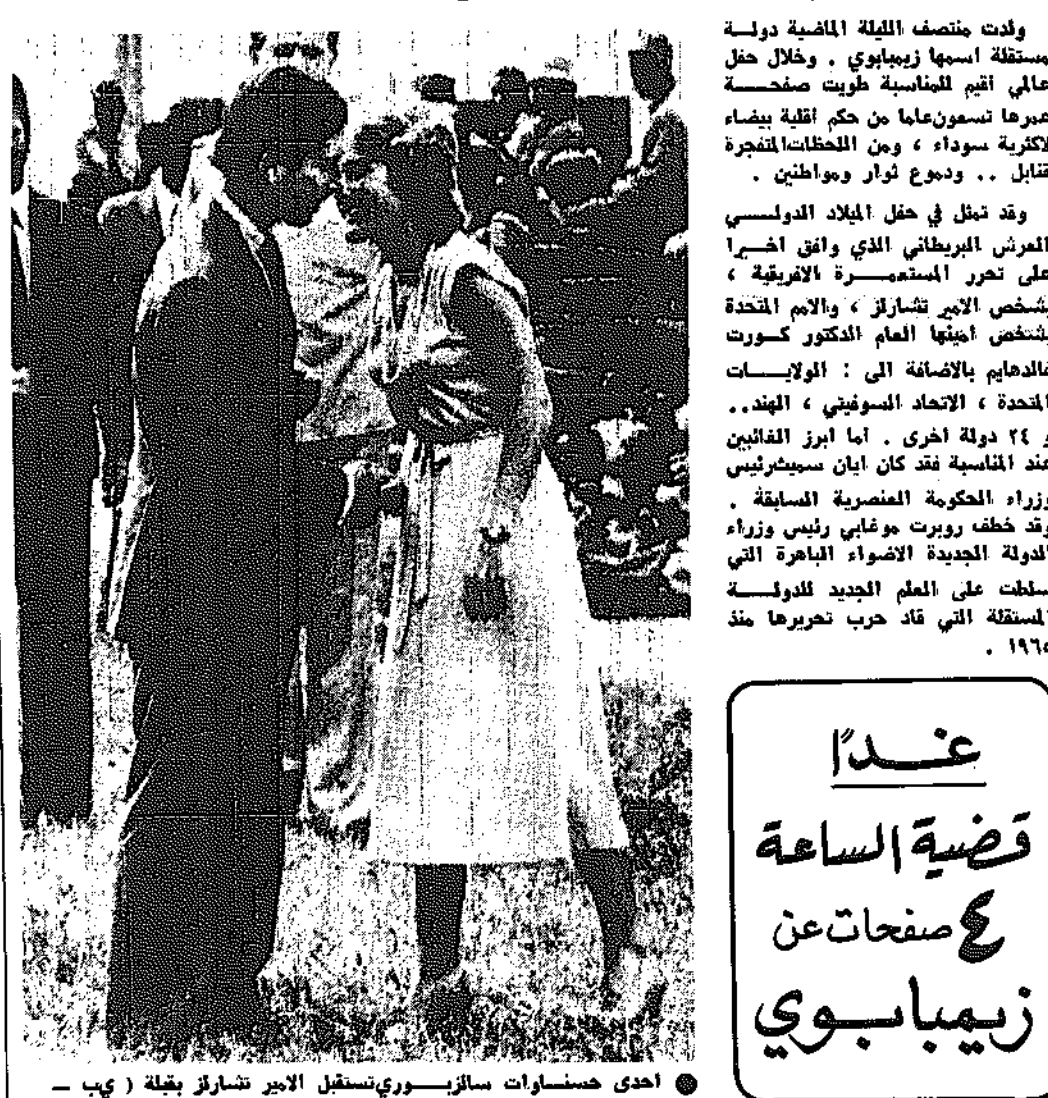 ولدت منتصف الليلة الماضية دولة
مستقلة اسمها زيمبابوي . وخلال حفل
عالمي اقيم للمناسبة طويت صفحة
عمرها تسعون عاما من حكم اقلية بيضاء
لاكثرية سوداء ، ومن اللحظات المتفجرة
قنابل .. ودموع ثوار ومواطنين .
وقد تمثل في حفل الميلاد الدولي
العرش البريطاني الذي وافق اخيرا
على تحرر المستعمرة الافريقية ،
بشخص الامير تشارلز ، والامم المتحدة
بشخص امينها العام الدكتور كورت
فالدهايم بالاضافة الى : الولايات
المتحدة ، الاتحاد السوفيتي ، الهند..
و ٢٤ دولة اخرى . اما ابرز الغائبين
عند المناسبة فقد كان ايان سميث رئيس
وزراء الحكومة العنصرية السابقة .
وقد خطف روبرت موغابي رئيس وزراء
الدولة الجديدة الاضواء الباهرة التي
سلطت على العلم الجديد للدولة
المستقلة التي قاد حرب تحريرها منذ
١٩٦٥ .
غدًا
قضية الساعة
٤ صفحات عن
زيمبابوي
احدى حسناوات سالزبوري تستقبل الامير تشارلز بقبلة ( ي ب —